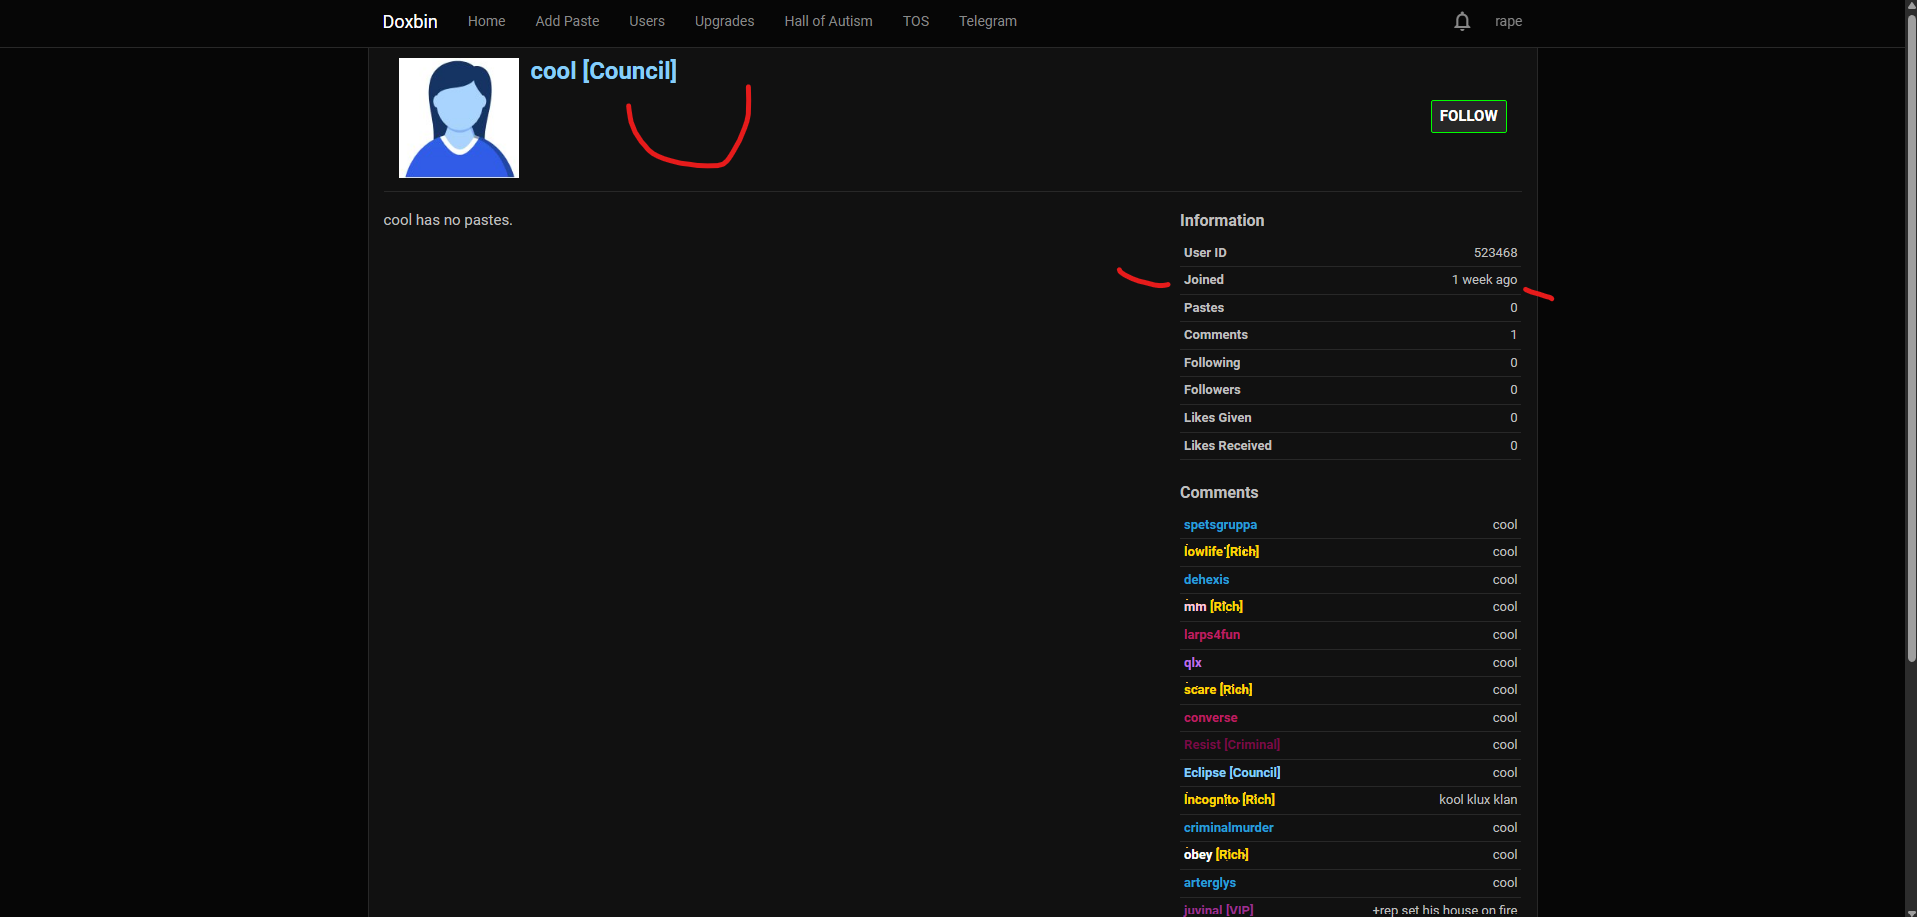 Doxbin Home Add Paste Users Upgrades Hall of Autism TOS Telegram rape
cool [Council]
FOLLOW
cool has no pastes.
Information
User ID 523468
Joined 1 week ago
Pastes 0
Comments 1
Following 0
Followers 0
Likes Given 0
Likes Received 0
Comments
spetsgruppa cool
lowlife [Rich] cool
dehexis cool
mm [Rich] cool
larps4fun cool
qlx cool
scare [Rich] cool
converse cool
Resist [Criminal] cool
Eclipse [Council] cool
Incognito [Rich] kool klux klan
criminalmurder cool
obey [Rich] cool
arterglys cool
juvinal [VIP] +rep set his house on fire